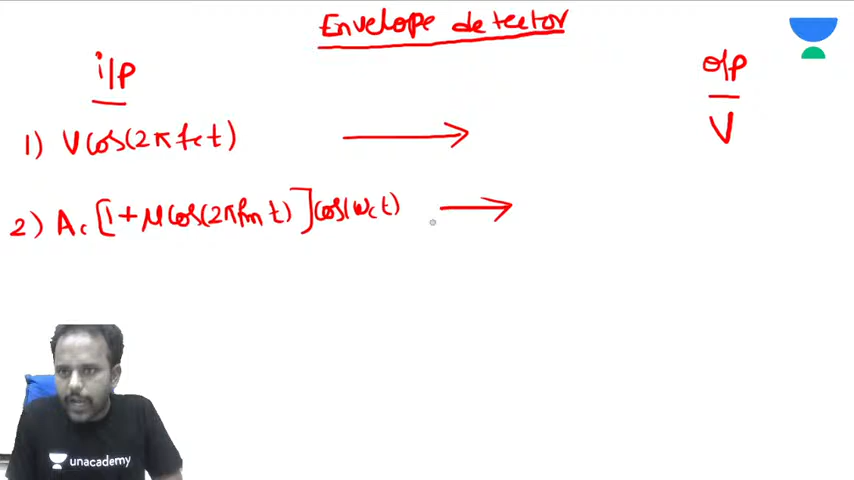 Envelope detector
i/p
o/p
1) V Cos(2π fc t) → V
2) Ac [1 + μ Cos(2π fm t)] Cos(ωc t) →
unacademy